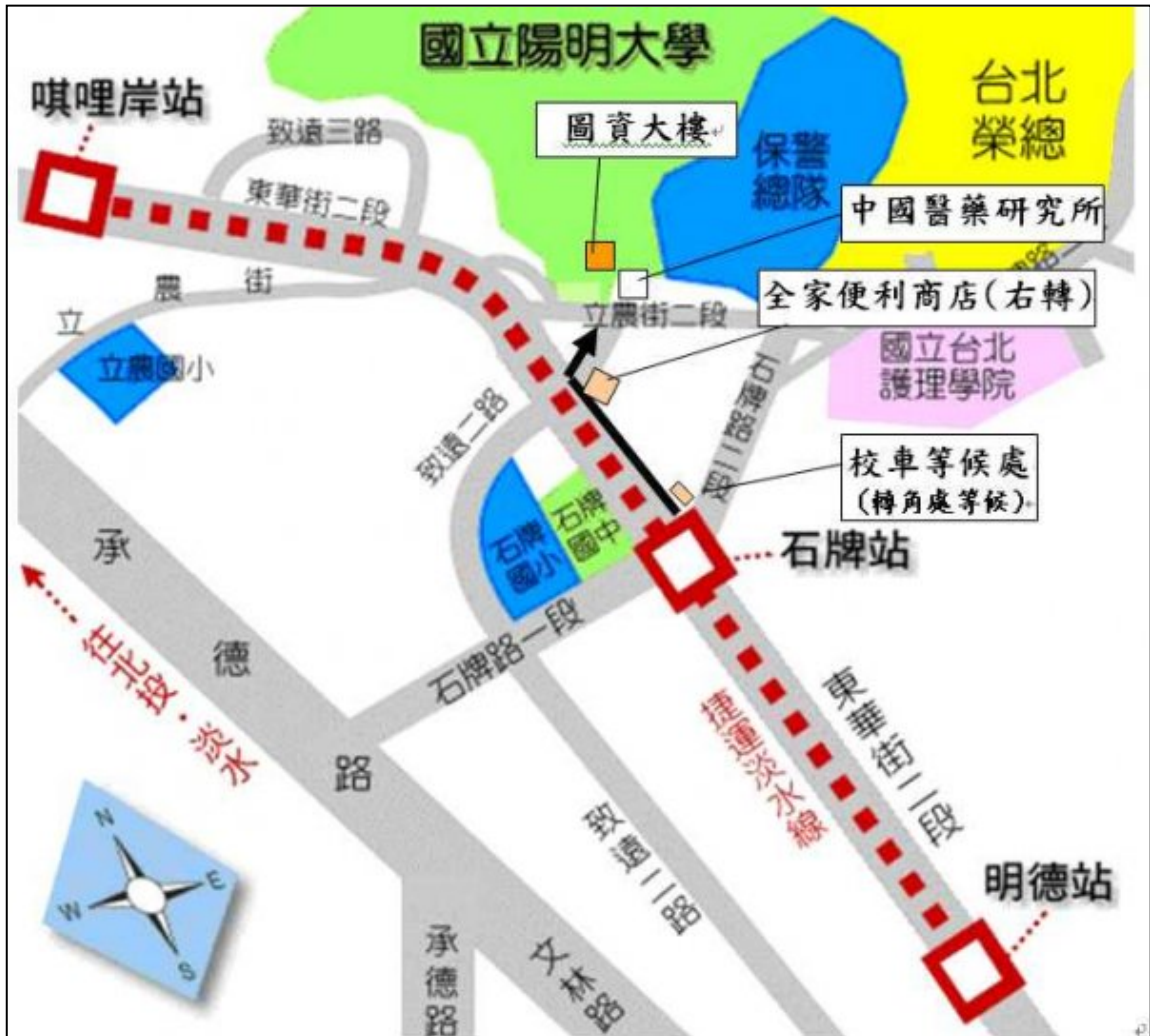 國立陽明大學
台北
榮總
唭哩岸站
致遠三路
圖資大樓
保警
總隊
東華街二段
中國醫藥研究所
立農街
全家便利商店(右轉)
立農街二段
立農國小
國立台北
護理學院
石牌路二段
致遠二路
校車等候處
(轉角處等候)
石牌
國中
石牌
國小
石牌站
承德路
石牌路一段
往北投・淡水
東華街二段
捷運淡水線
致遠二路
明德站
N
E
W
S
承德路
文林路